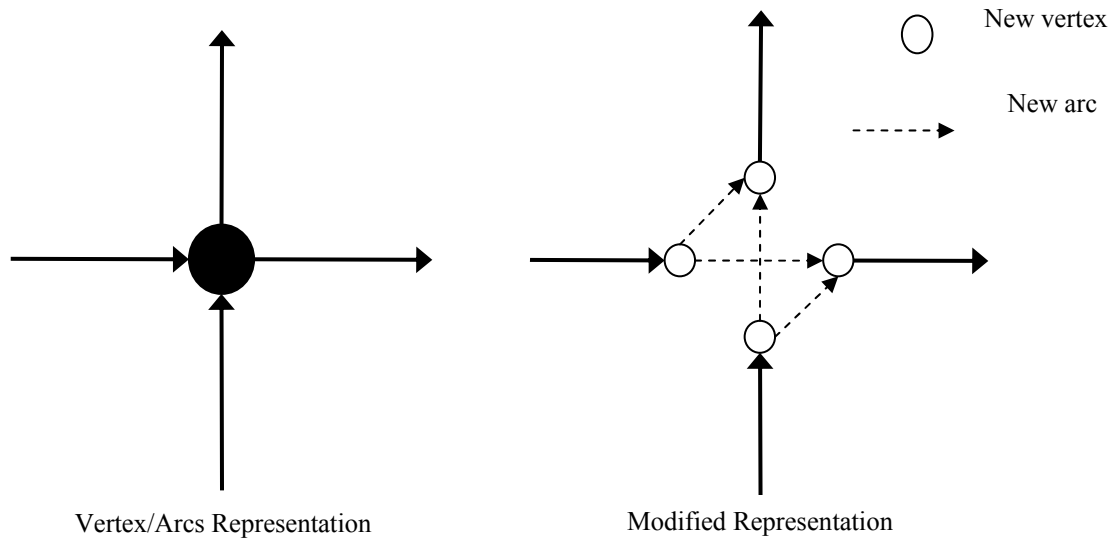 New vertex
New arc
Vertex/Arcs Representation
Modified Representation